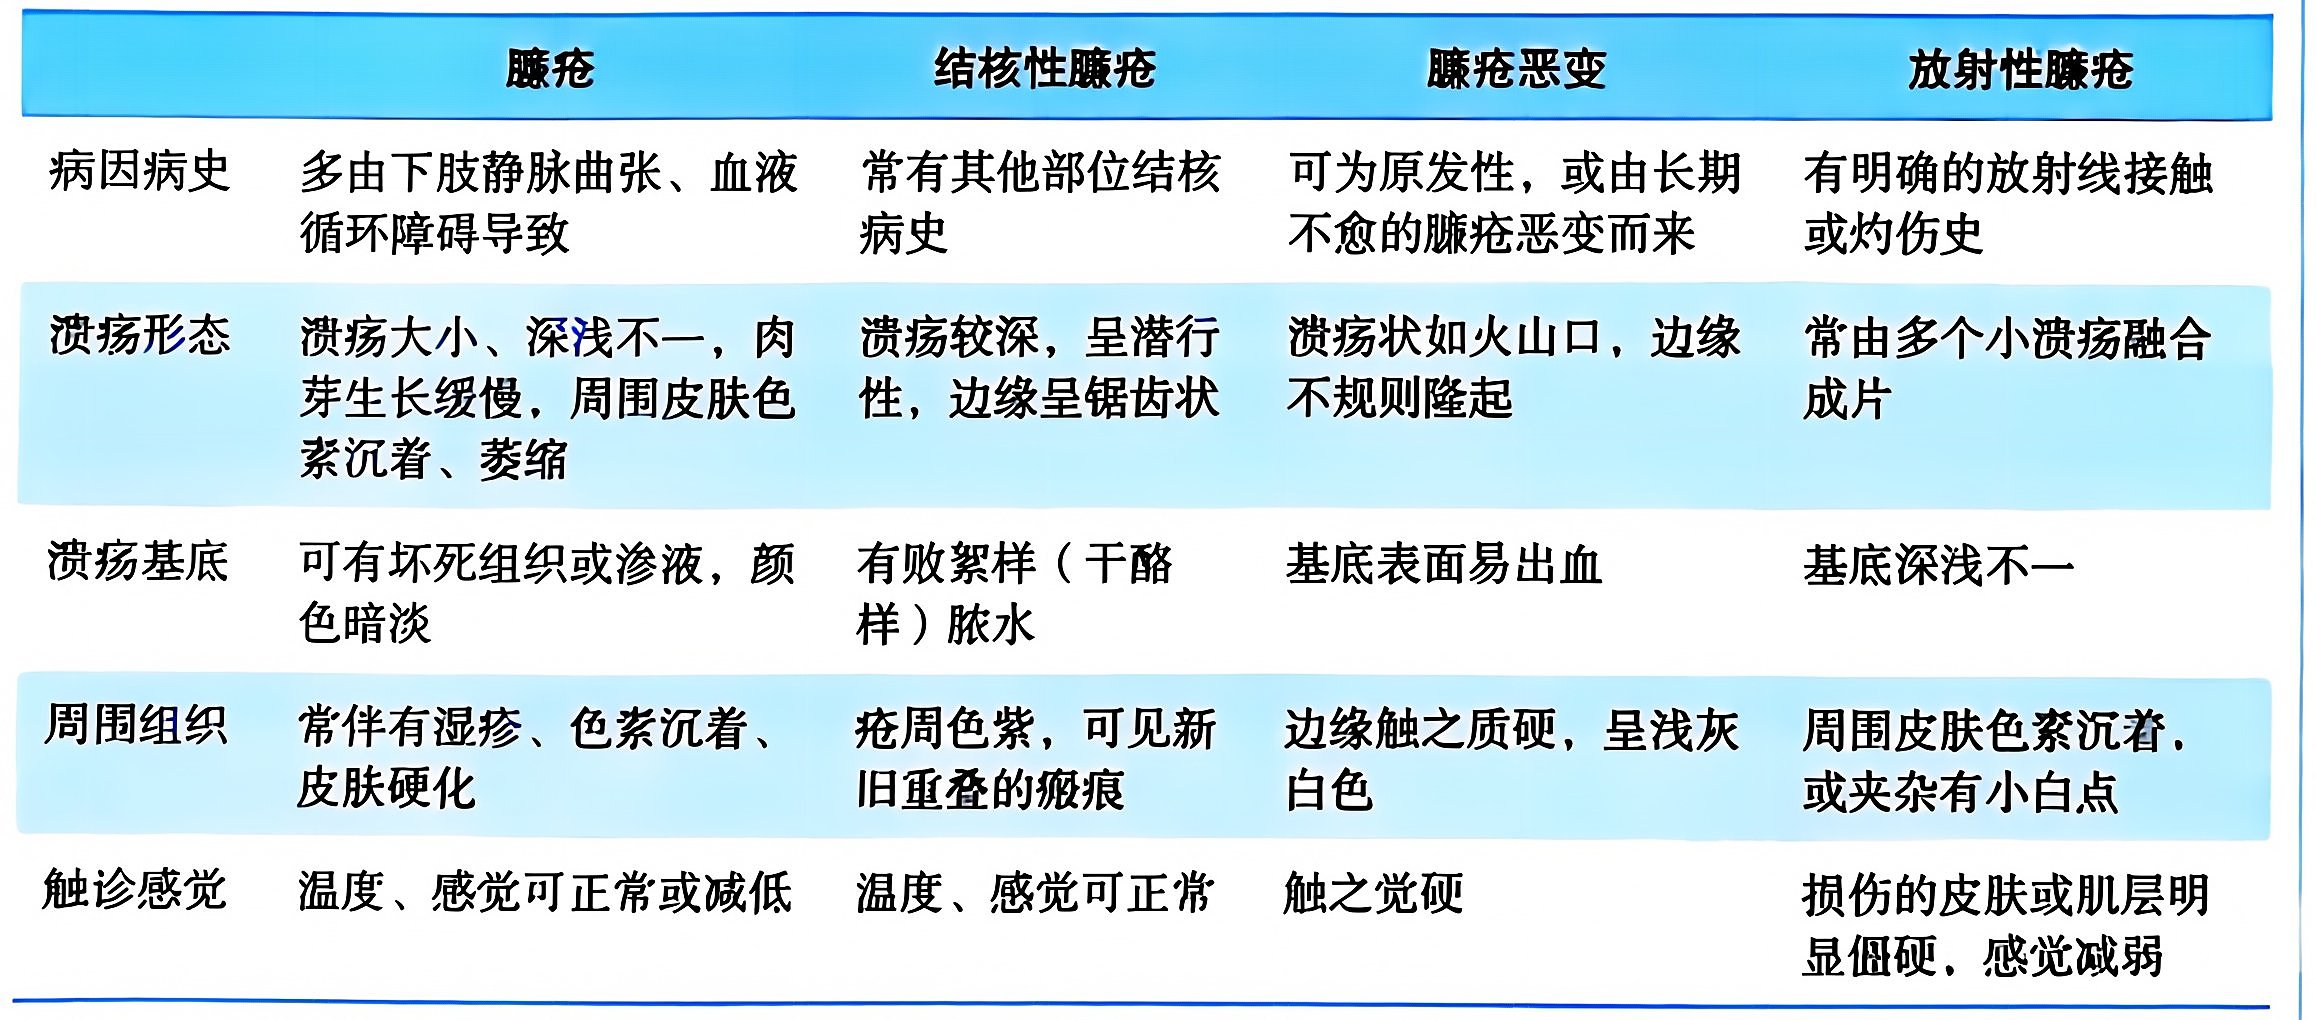 臁疮 结核性臁疮 臁疮恶变 放射性臁疮
病因病史 多由下肢静脉曲张、血液 常有其他部位结核 可为原发性，或由长期 有明确的放射线接触
循环障碍导致 病史 不愈的臁疮恶变而来 或灼伤史
溃疡形态 溃疡大小、深浅不一，肉 溃疡较深，呈潜行 溃疡状如火山口，边缘 常由多个小溃疡融合
芽生长缓慢，周围皮肤色 性，边缘呈锯齿状 不规则隆起 成片
素沉着、萎缩
溃疡基底 可有坏死组织或渗液，颜 有败絮样（干酪 基底表面易出血 基底深浅不一
色暗淡 样）脓水
周围组织 常伴有湿疹、色素沉着、 疮周色紫，可见新 边缘触之质硬，呈浅灰 周围皮肤色素沉着，
皮肤硬化 旧重叠的瘢痕 白色 或夹杂有小白点
触诊感觉 温度、感觉可正常或减低 温度、感觉可正常 触之觉硬 损伤的皮肤或肌层明
显僵硬，感觉减弱